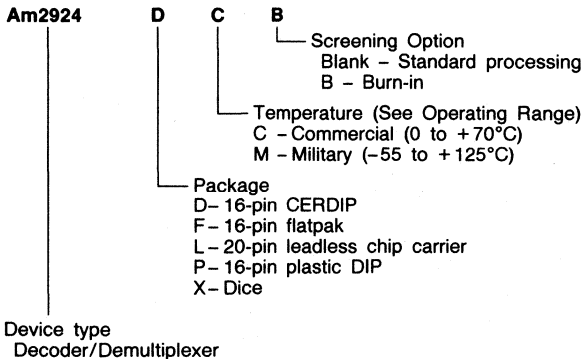 Am2924 D C B
Screening Option
Blank – Standard processing
B – Burn-in
Temperature (See Operating Range)
C – Commercial (0 to +70°C)
M – Military (–55 to +125°C)
Package
D– 16-pin CERDIP
F – 16-pin flatpak
L – 20-pin leadless chip carrier
P – 16-pin plastic DIP
X – Dice
Device type
Decoder/Demultiplexer